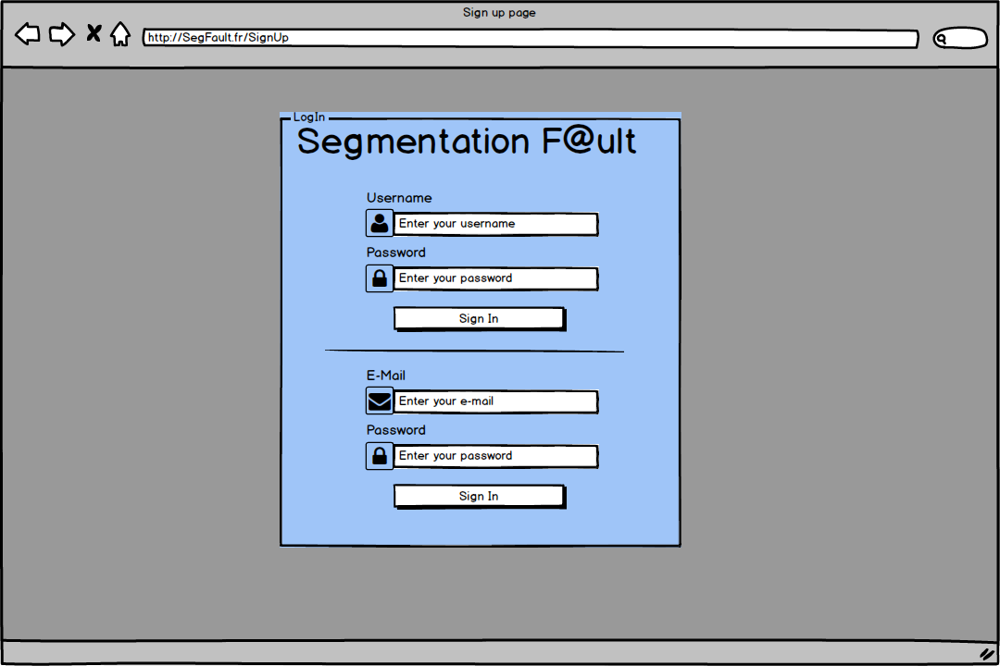 Sign up page
http://SegFault.fr/SignUp
LogIn
Segmentation F@ult
Username
Enter your username
Password
Enter your password
Sign In
E-Mail
Enter your e-mail
Password
Enter your password
Sign In